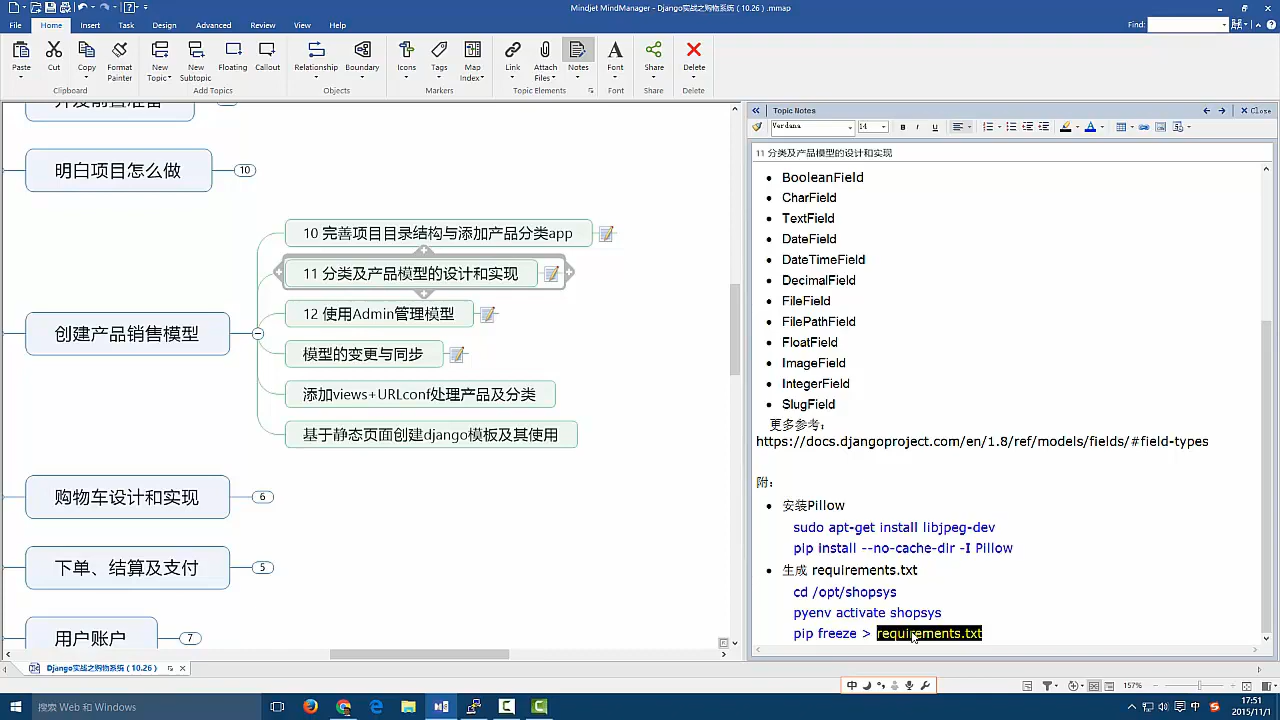 Mindjet MindManager - Django实战之购物系统 (10.26) .mmap
File Home Insert Task Design Advanced Review View Help
Find:
Paste Cut Copy Format Painter New Topic New Subtopic Floating Callout Relationship Boundary Icons Tags Map Index Link Attach Files Notes Font Share Delete
Clipboard Add Topics Objects Markers Topic Elements Font Share Delete
开发前置准备
明白项目怎么做 10
10 完善项目目录结构与添加产品分类app
11 分类及产品模型的设计和实现
12 使用Admin管理模型
创建产品销售模型
模型的变更与同步
添加views+URLconf处理产品及分类
基于静态页面创建django模板及其使用
购物车设计和实现 6
下单、结算及支付 5
用户账户 7
Topic Notes
Close
Verdana 14 B I U A
11 分类及产品模型的设计和实现
BooleanField
CharField
TextField
DateField
DateTimeField
DecimalField
FileField
FilePathField
FloatField
ImageField
IntegerField
SlugField
更多参考：
https://docs.djangoproject.com/en/1.8/ref/models/fields/#field-types
附：
安装Pillow
sudo apt-get install libjpeg-dev
pip install --no-cache-dir -I Pillow
生成 requirements.txt
cd /opt/shopsys
pyenv activate shopsys
pip freeze > requirements.txt
Django实战之购物系统 (10.26)
中
157%
搜索 Web 和 Windows
中
17:51
2015/11/1